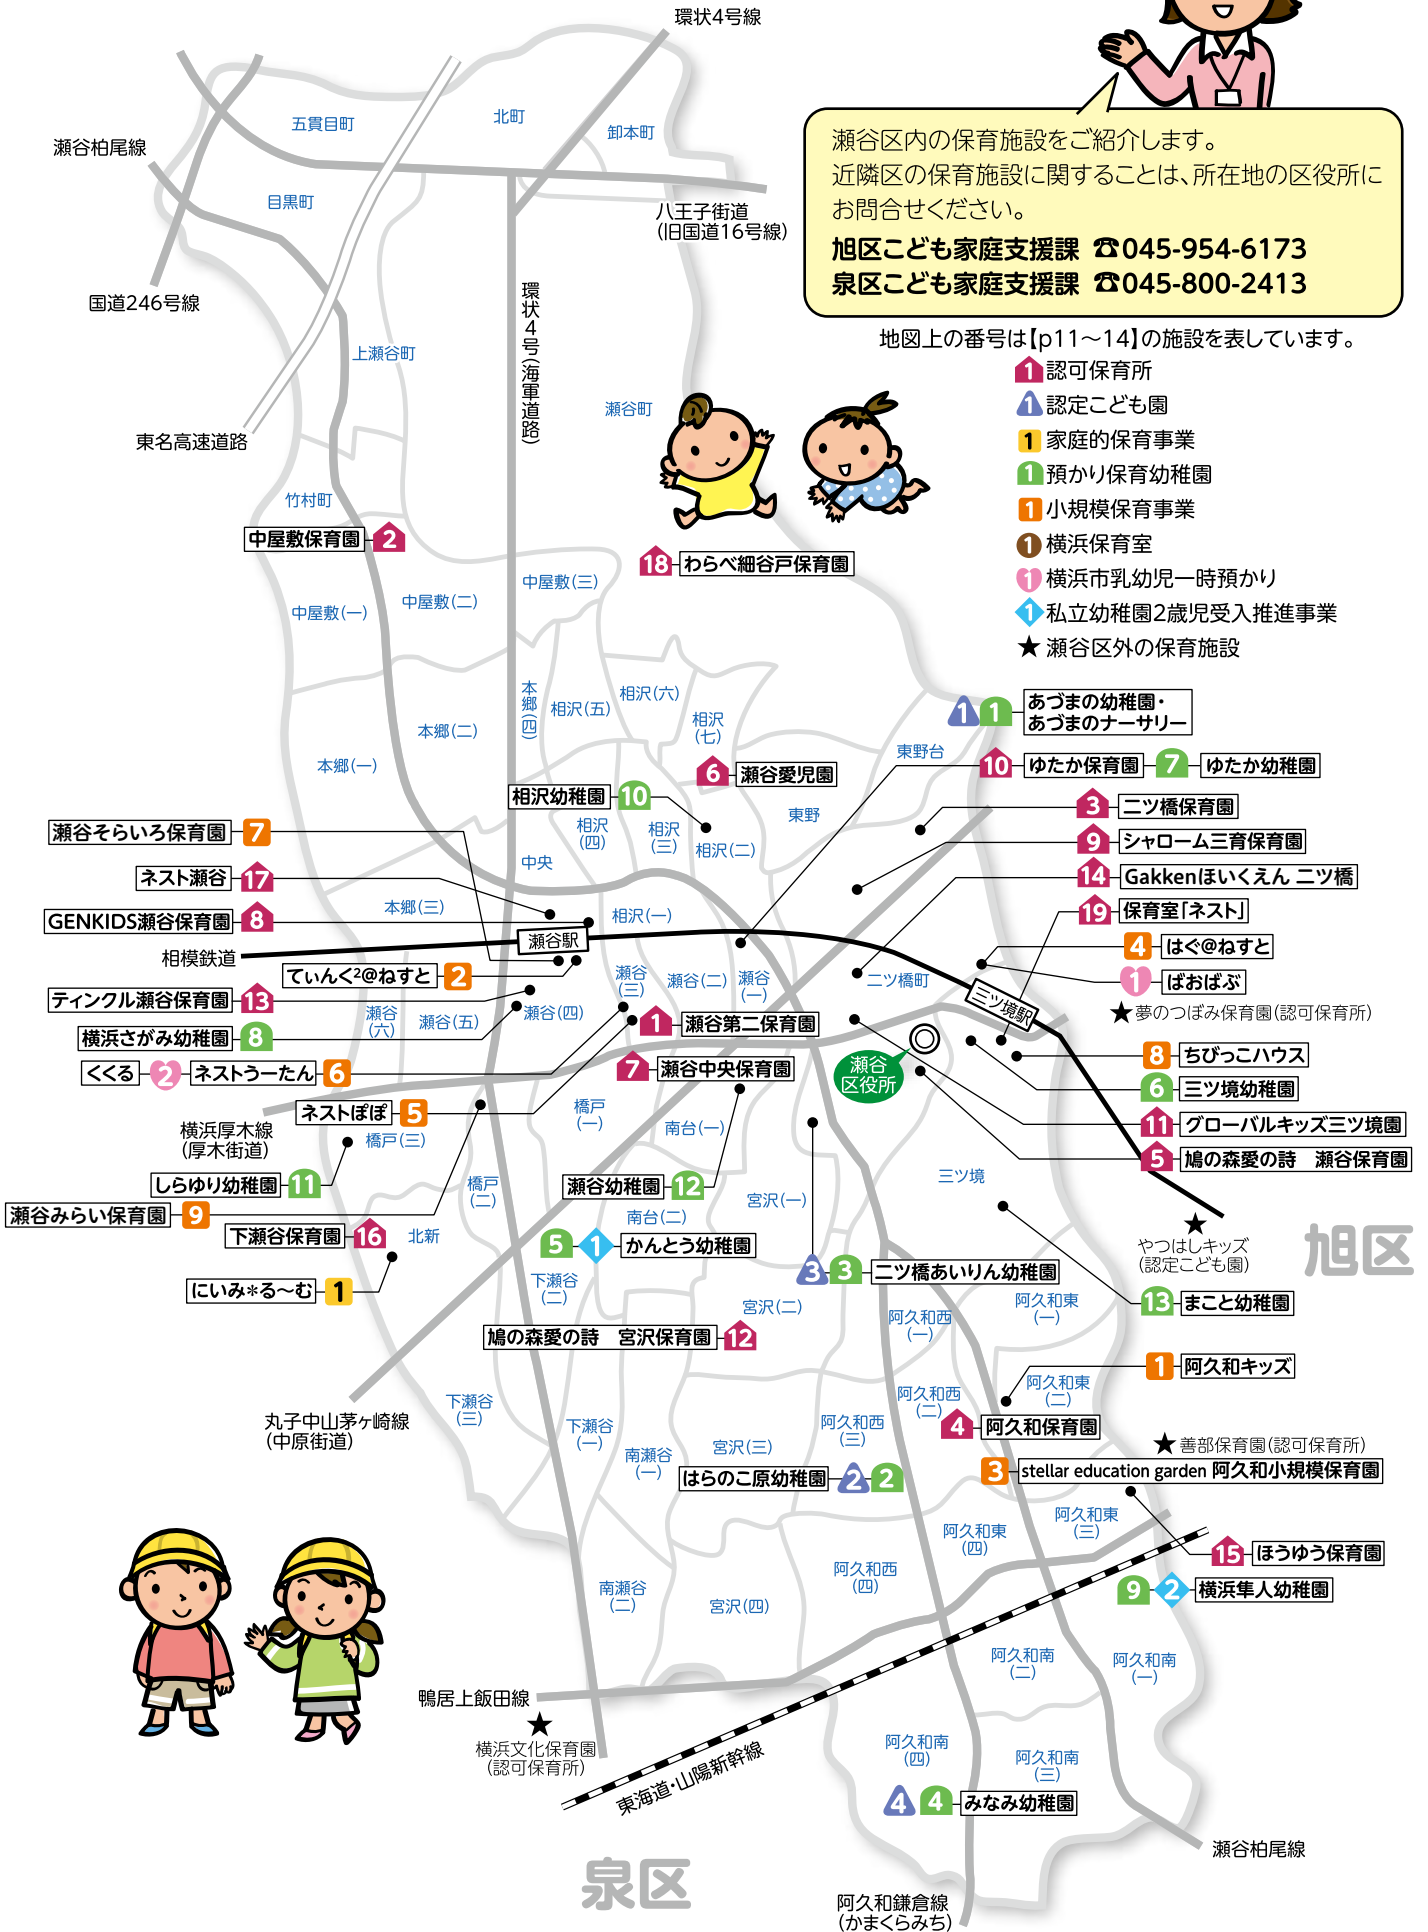 環状4号線
瀬谷区内の保育施設をご紹介します。
近隣区の保育施設に関することは、所在地の区役所に
お問合せください。
旭区こども家庭支援課 ☎045-954-6173
泉区こども家庭支援課 ☎045-800-2413
地図上の番号は【p11～14】の施設を表しています。
1 認可保育所
1 認定こども園
1 家庭的保育事業
1 預かり保育幼稚園
1 小規模保育事業
1 横浜保育室
1 横浜市乳幼児一時預かり
1 私立幼稚園2歳児受入推進事業
★ 瀬谷区外の保育施設
五貫目町
北町
卸本町
瀬谷柏尾線
目黒町
八王子街道
(旧国道16号線)
国道246号線
環状4号(海軍道路)
上瀬谷町
瀬谷町
東名高速道路
竹村町
中屋敷保育園 2
18 わらべ細谷戸保育園
中屋敷(三)
中屋敷(二)
中屋敷(一)
本郷(四)
相沢(五)
相沢(六)
相沢
(七)
本郷(二)
本郷(一)
1 1 あづまの幼稚園・
あづまのナーサリー
東野台
10 ゆたか保育園 7 ゆたか幼稚園
6 瀬谷愛児園
相沢幼稚園 10
3 二ツ橋保育園
東野
相沢
(四)
相沢
(三)
相沢(二)
瀬谷そらいろ保育園 7
9 シャローム三育保育園
中央
ネスト瀬谷 17
14 Gakkenほいくえん 二ツ橋
本郷(三)
相沢(一)
GENKIDS瀬谷保育園 8
19 保育室「ネスト」
瀬谷駅
相模鉄道
4 はぐ@ねすと
てぃんく²@ねすと 2
瀬谷
(三)
瀬谷(二)
瀬谷
(一)
二ツ橋町
1 ぱおぱぶ
三ツ境駅
ティンクル瀬谷保育園 13
★夢のつぼみ保育園(認可保育所)
瀬谷
(六)
瀬谷(五)
瀬谷(四)
1 瀬谷第二保育園
横浜さがみ幼稚園 8
瀬谷
区役所
8 ちびっこハウス
7 瀬谷中央保育園
くくる 2 ネストうーたん 6
6 三ツ境幼稚園
ネストぽぽ 5
橋戸
(一)
南台(一)
11 グローバルキッズ三ツ境園
横浜厚木線
(厚木街道)
橋戸(三)
5 鳩の森愛の詩 瀬谷保育園
しらゆり幼稚園 11
橋戸
(二)
瀬谷幼稚園 12
宮沢(一)
三ツ境
瀬谷みらい保育園 9
南台(二)
下瀬谷保育園 16
北新
5 1 かんとう幼稚園
★
やつはしキッズ
(認定こども園)
旭区
にいみ*る～む 1
下瀬谷
(二)
3 3 二ツ橋あいりん幼稚園
宮沢(二)
阿久和西
(一)
阿久和東
(一)
13 まこと幼稚園
鳩の森愛の詩 宮沢保育園 12
1 阿久和キッズ
下瀬谷
(三)
阿久和西
(二)
阿久和東
(二)
丸子中山茅ヶ崎線
(中原街道)
下瀬谷
(一)
阿久和西
(三)
4 阿久和保育園
南瀬谷
(一)
宮沢(三)
★善部保育園(認可保育所)
はらのこ原幼稚園 2 2
3 stellar education garden 阿久和小規模保育園
阿久和東
(四)
阿久和東
(三)
15 ほうゆう保育園
阿久和西
(四)
南瀬谷
(二)
宮沢(四)
9 2 横浜隼人幼稚園
阿久和南
(二)
阿久和南
(一)
鴨居上飯田線
★
横浜文化保育園
(認可保育所)
東海道・山陽新幹線
阿久和南
(四)
阿久和南
(三)
4 4 みなみ幼稚園
瀬谷柏尾線
泉区
阿久和鎌倉線
(かまくらみち)